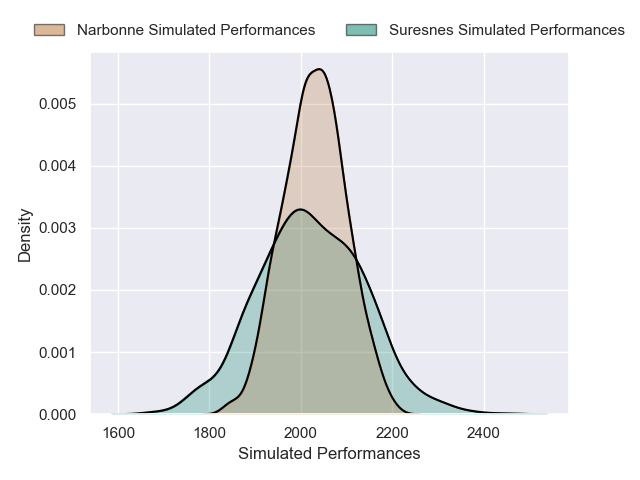 Narbonne Simulated Performances Suresnes Simulated Performances
0.005
0.004
0.003
0.002
0.001
0.000
Density
1600 1800 2000 2200 2400
Simulated Performances